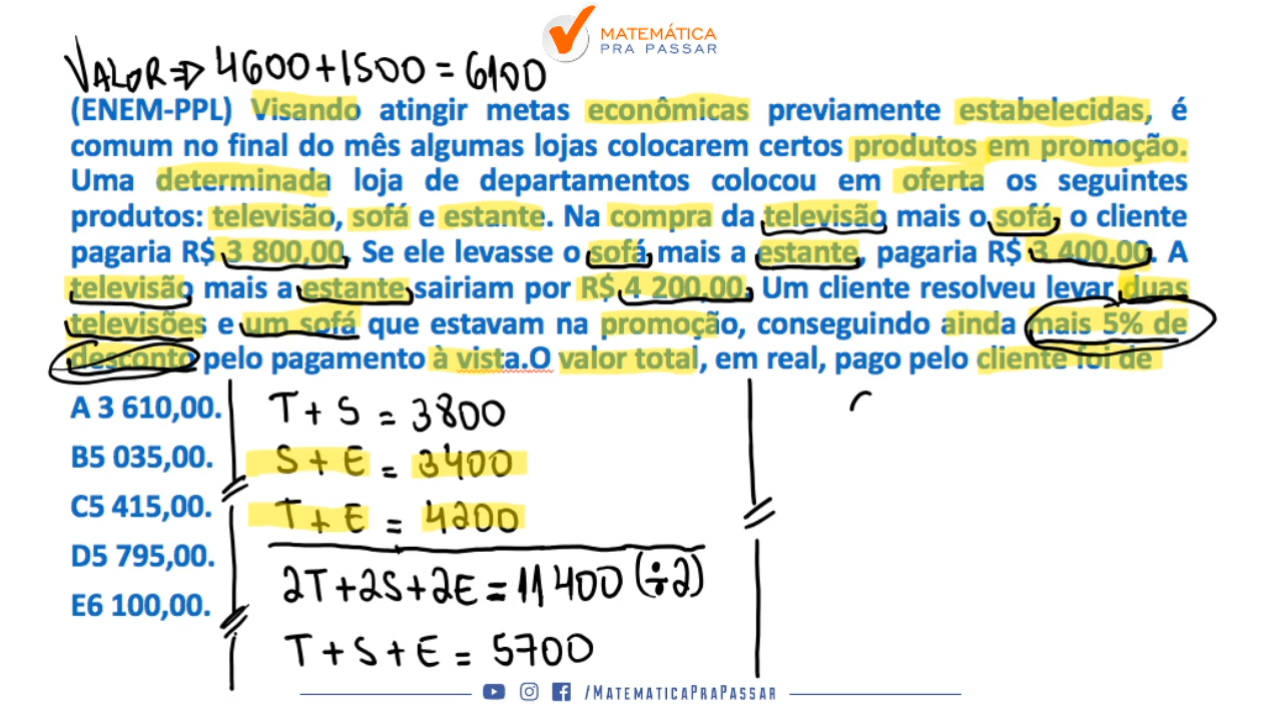 MATEMÁTICA
PRA PASSAR
VALOR => 4600+1500 = 6100
(ENEM-PPL) Visando atingir metas econômicas previamente estabelecidas, é
comum no final do mês algumas lojas colocarem certos produtos em promoção.
Uma determinada loja de departamentos colocou em oferta os seguintes
produtos: televisão, sofá e estante. Na compra da televisão mais o sofá, o cliente
pagaria R$ 3 800,00. Se ele levasse o sofá mais a estante, pagaria R$ 3 400,00. A
televisão mais a estante sairiam por R$ 4 200,00. Um cliente resolveu levar duas
televisões e um sofá que estavam na promoção, conseguindo ainda mais 5% de
desconto pelo pagamento à vista.O valor total, em real, pago pelo cliente foi de
A 3 610,00.
B5 035,00.
C5 415,00.
D5 795,00.
E6 100,00.
T + S = 3800
S + E = 3400
T + E = 4200
2T+2S+2E = 11400 (÷2)
T + S + E = 5700
/MatematicaPraPassar